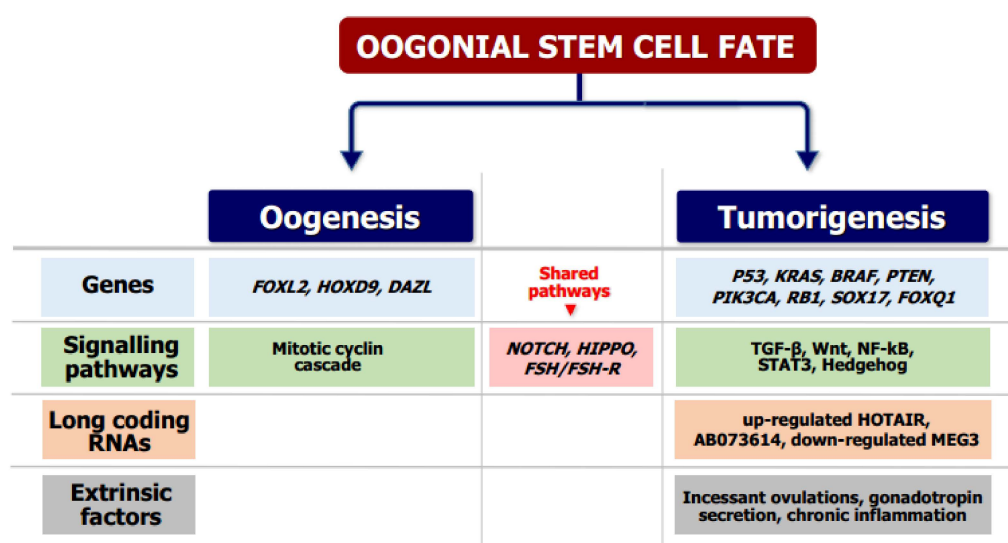 OOGONIAL STEM CELL FATE
Oogenesis
Tumorigenesis
Genes
FOXL2, HOXD9, DAZL
Shared
pathways
P53, KRAS, BRAF, PTEN,
PIK3CA, RB1, SOX17, FOXQ1
Signalling
pathways
Mitotic cyclin
cascade
NOTCH, HIPPO,
FSH/FSH-R
TGF-β, Wnt, NF-kB,
STAT3, Hedgehog
Long coding
RNAs
up-regulated HOTAIR,
AB073614, down-regulated MEG3
Extrinsic
factors
Incessant ovulations, gonadotropin
secretion, chronic inflammation